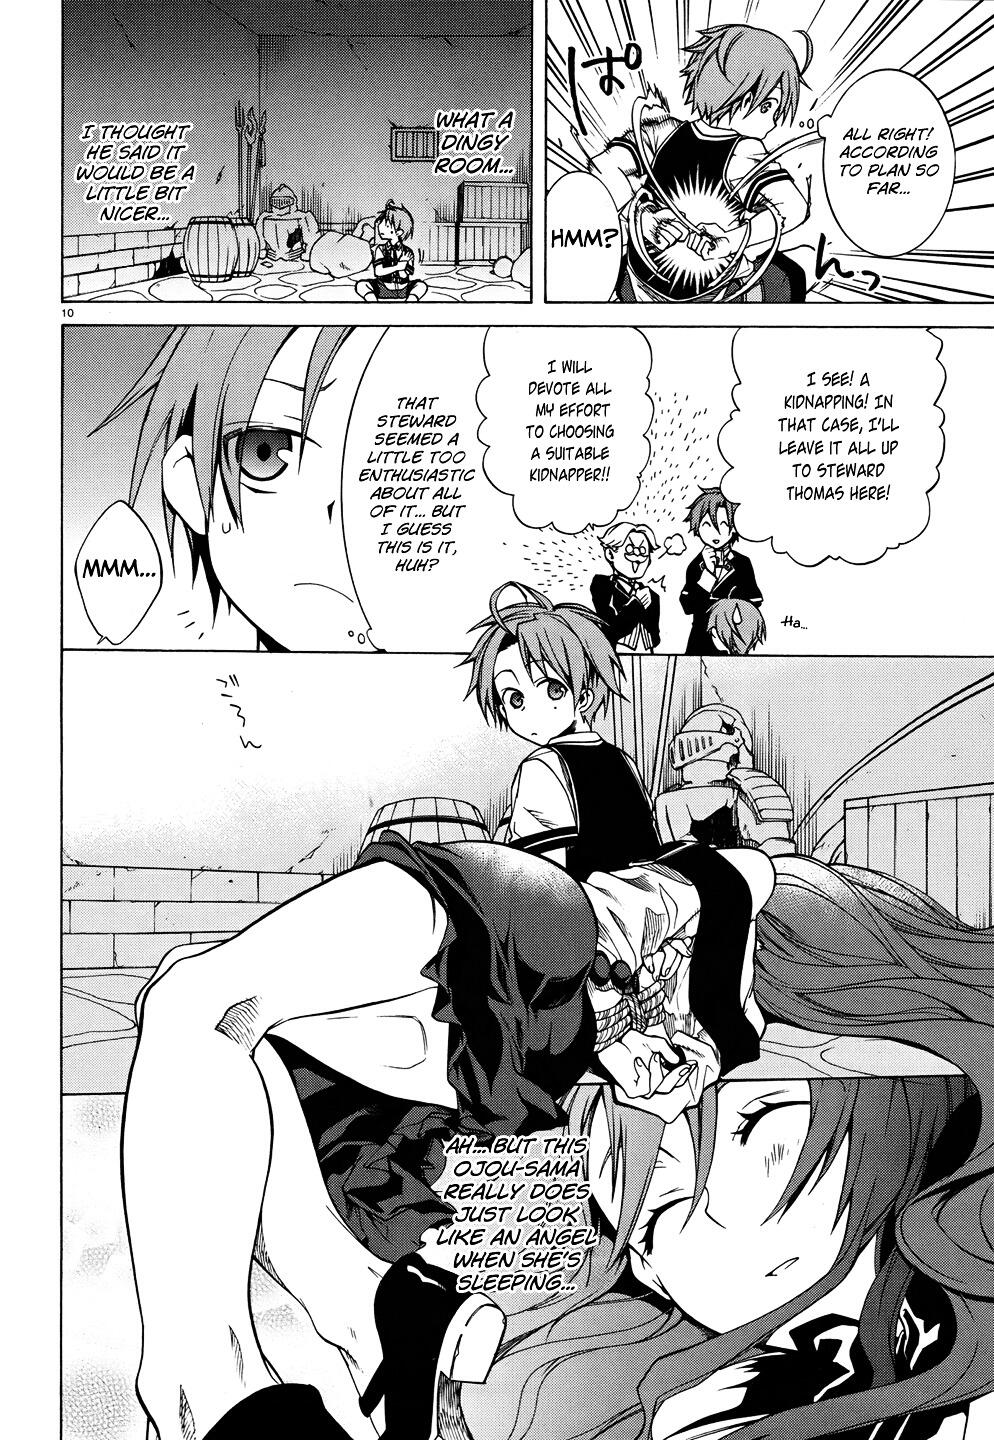 ALL RIGHT!
ACCORDING
TO PLAN SO
FAR...
HMM?
ぱ
んっ
WHAT A
DINGY
ROOM...
I THOUGHT
HE SAID IT
WOULD BE A
LITTLE BIT
NICER...
10
I SEE! A
KIDNAPPING! IN
THAT CASE, I'LL
LEAVE IT ALL UP
TO STEWARD
THOMAS HERE!
I WILL
DEVOTE ALL
MY EFFORT
TO CHOOSING
A SUITABLE
KIDNAPPER!!
Ha...
THAT
STEWARD
SEEMED A
LITTLE TOO
ENTHUSIASTIC
ABOUT ALL
OF IT... BUT
I GUESS
THIS IS IT,
HUH?
MMM...
AH... BUT THIS
OJOU-SAMA
REALLY DOES
JUST LOOK
LIKE AN ANGEL
WHEN SHE'S
SLEEPING...